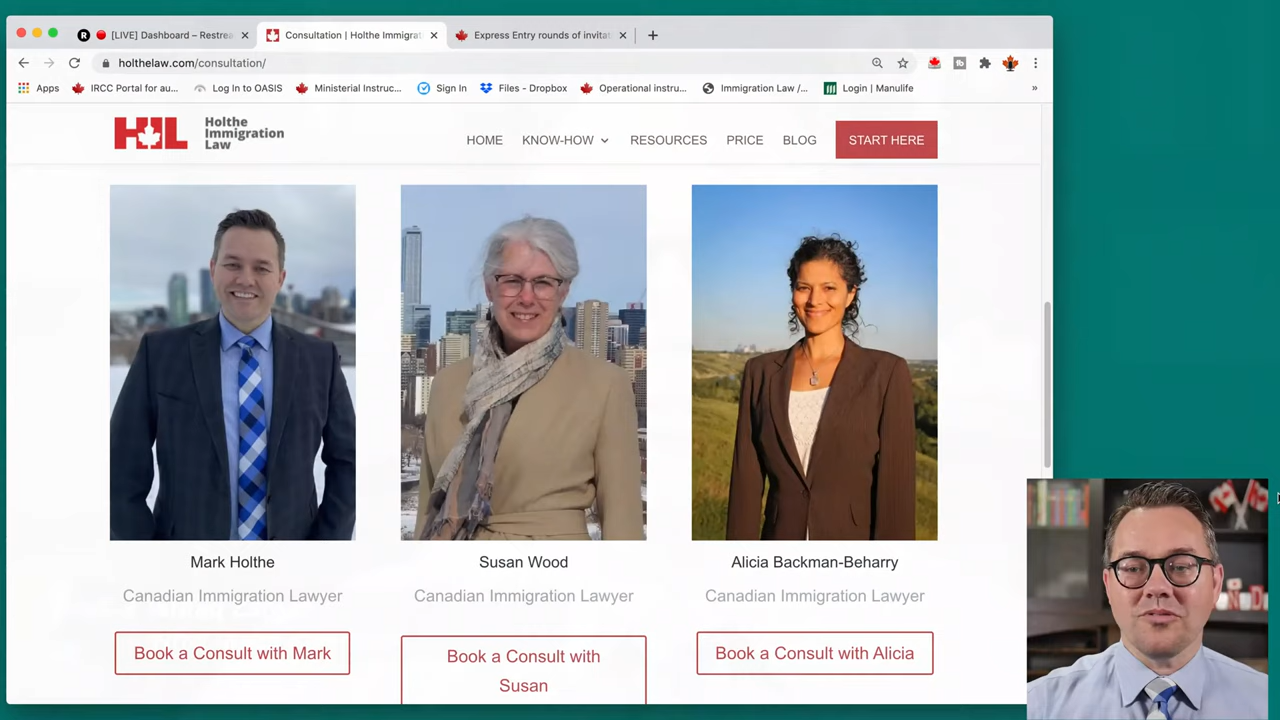 [LIVE] Dashboard – Restrea
Consultation | Holthe Immigra
Express Entry rounds of invitat
holthelaw.com/consultation/
Apps
IRCC Portal for au...
Log In to OASIS
Ministerial Instruc...
Sign In
Files - Dropbox
Operational instru...
Immigration Law /...
Login | Manulife
HIL
Holthe
Immigration
Law
HOME
KNOW-HOW
RESOURCES
PRICE
BLOG
START HERE
Mark Holthe
Susan Wood
Alicia Backman-Beharry
Canadian Immigration Lawyer
Canadian Immigration Lawyer
Canadian Immigration Lawyer
Book a Consult with Mark
Book a Consult with
Susan
Book a Consult with Alicia